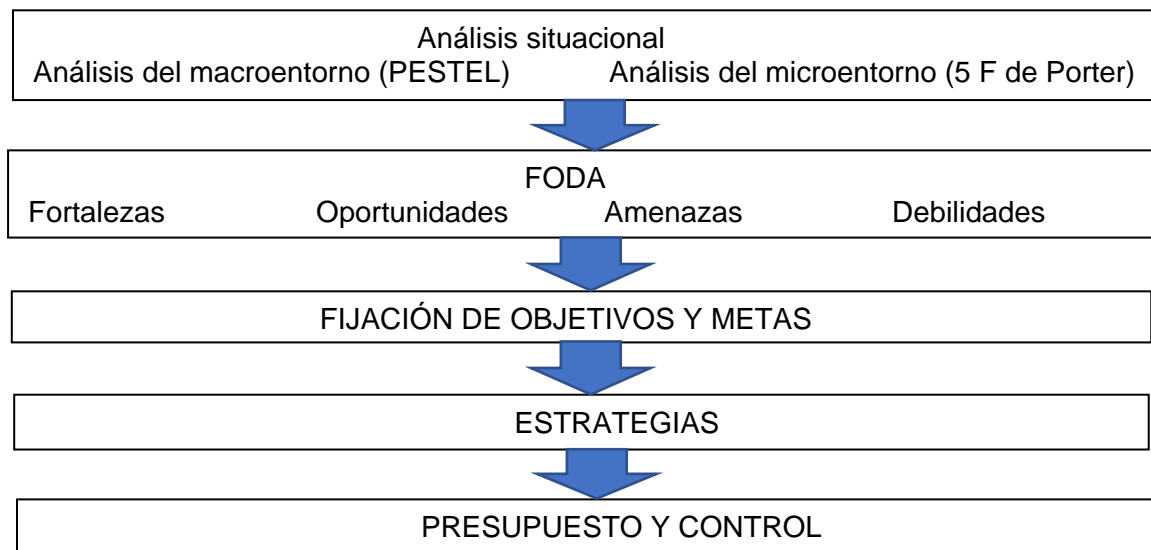 Análisis situacional
Análisis del macroentorno (PESTEL) Análisis del microentorno (5 F de Porter)
FODA
Fortalezas Oportunidades Amenazas Debilidades
FIJACIÓN DE OBJETIVOS Y METAS
ESTRATEGIAS
PRESUPUESTO Y CONTROL